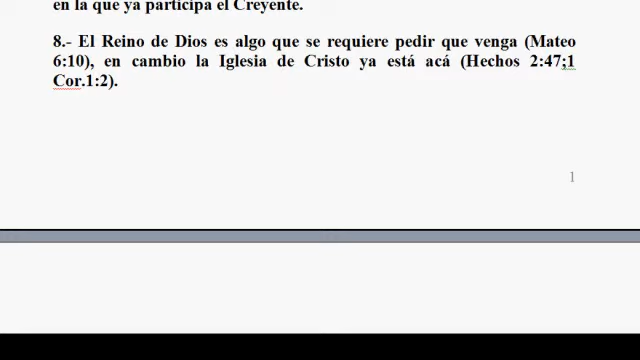 en la que ya participa el Creyente.
8.- El Reino de Dios es algo que se requiere pedir que venga (Mateo
6:10), en cambio la Iglesia de Cristo ya está acá (Hechos 2:47;1
Cor.1:2).
1